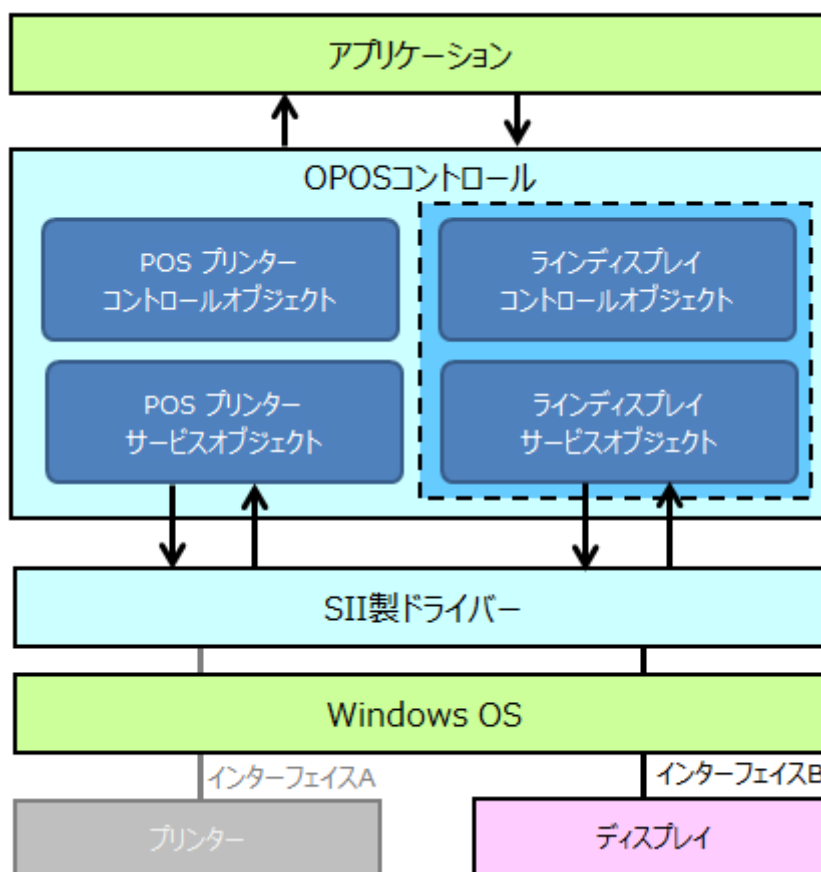 アプリケーション
OPOSコントロール
POS プリンター
コントロールオブジェクト
ラインディスプレイ
コントロールオブジェクト
POS プリンター
サービスオブジェクト
ラインディスプレイ
サービスオブジェクト
SII製ドライバー
Windows OS
インターフェイスA
インターフェイスB
プリンター
ディスプレイ